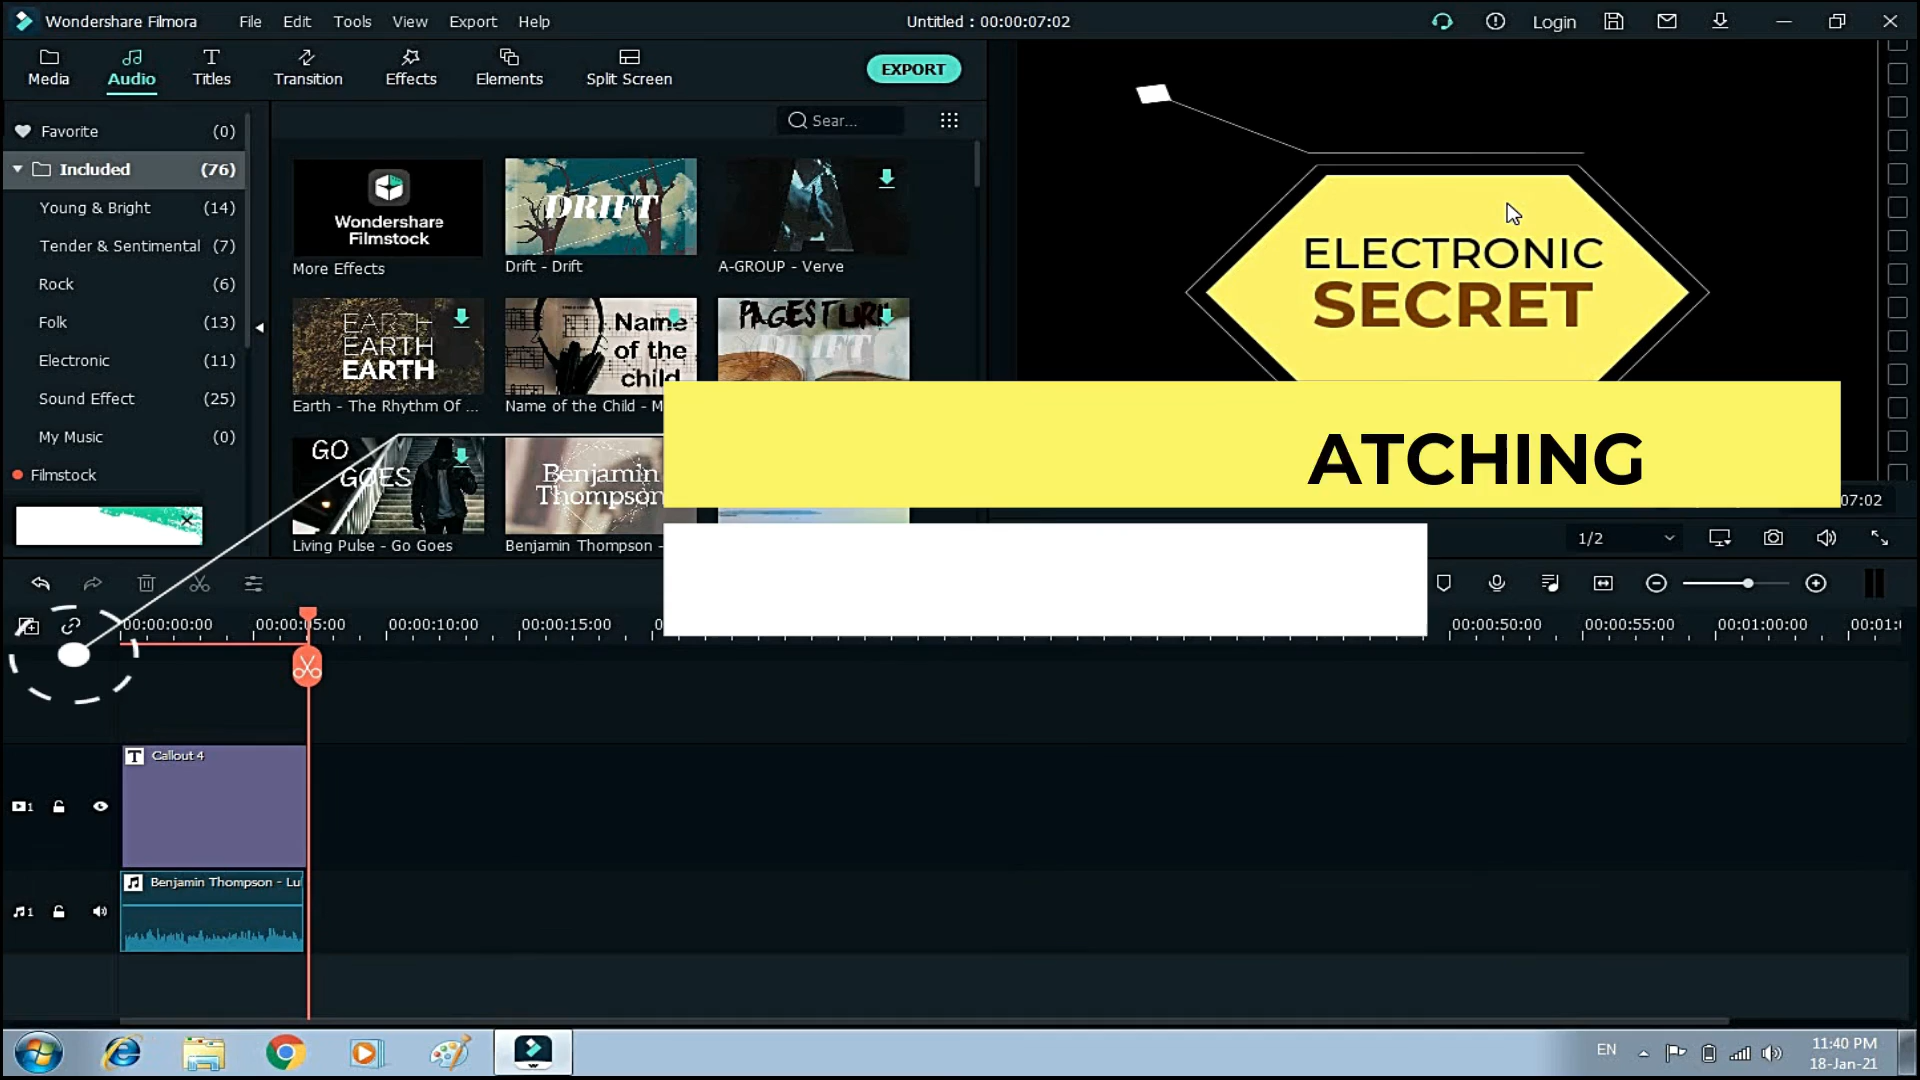 Wondershare Filmora File Edit Tools View Export Help
Untitled : 00:00:07:02
Login
Media Audio Titles Transition Effects Elements Split Screen
EXPORT
Favorite (0)
Included (76)
Young & Bright (14)
Tender & Sentimental (7)
Rock (6)
Folk (13)
Electronic (11)
Sound Effect (25)
My Music (0)
Filmstock
Sear...
Wondershare
Filmstock
More Effects
DRIFT
Drift - Drift
A
A-GROUP - Verve
EARTH
EARTH
EARTH
Earth - The Rhythm Of ...
Name
of the
child
Name of the Child - M
PAGES TURN
DRIFT
GO
GOES
Living Pulse - Go Goes
Benjamin
Thompson
Benjamin Thompson -
ELECTRONIC
SECRET
ATCHING
07:02
1/2
00:00:00:00 00:00:05:00 00:00:10:00 00:00:15:00 0 00:00:50:00 00:00:55:00 00:01:00:00 00:01:
Callout 4
1
Benjamin Thompson - Lu
1
EN
11:40 PM
18-Jan-21